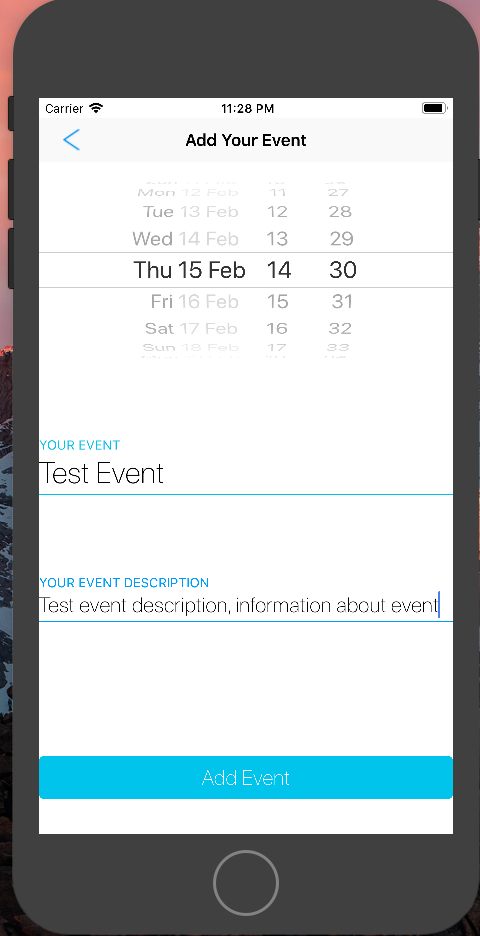 Carrier 11:28 PM
Add Your Event
Mon 12 Feb 11 27
Tue 13 Feb 12 28
Wed 14 Feb 13 29
Thu 15 Feb 14 30
Fri 16 Feb 15 31
Sat 17 Feb 16 32
Sun 18 Feb 17 33
YOUR EVENT
Test Event
YOUR EVENT DESCRIPTION
Test event description, information about event
Add Event